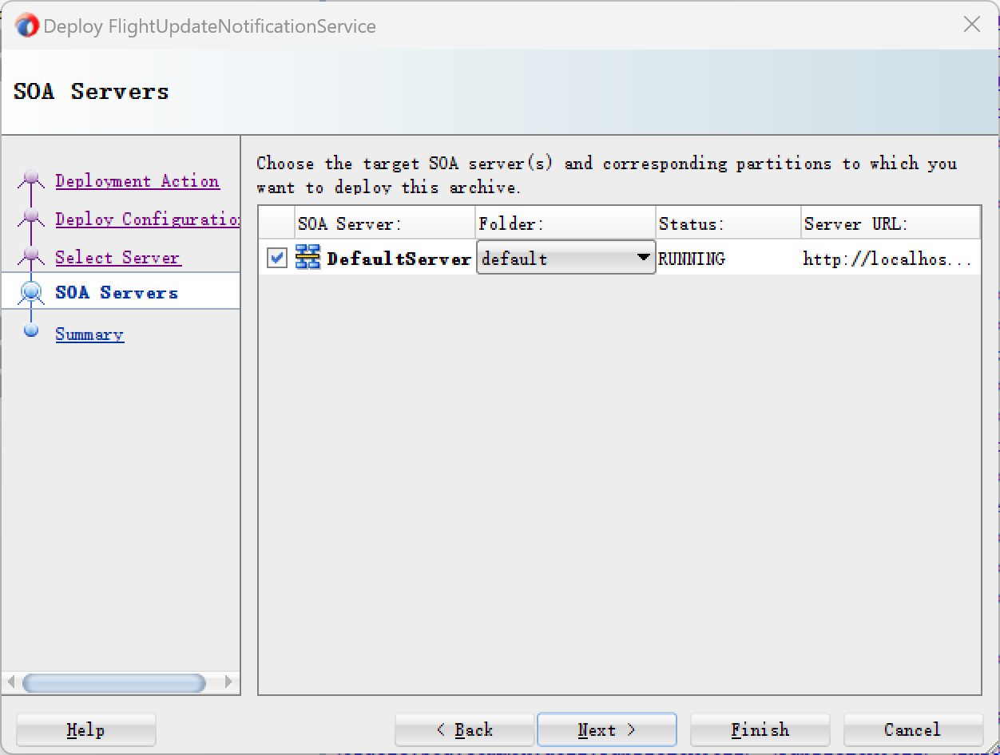 Deploy FlightUpdateNotificationService
SOA Servers
Deployment Action
Deploy Configuratio
Select Server
SOA Servers
Summary
Choose the target SOA server(s) and corresponding partitions to which you
want to deploy this archive.
SOA Server: Folder: Status: Server URL:
DefaultServer default RUNNING http://localhos...
Help < Back Next > Finish Cancel